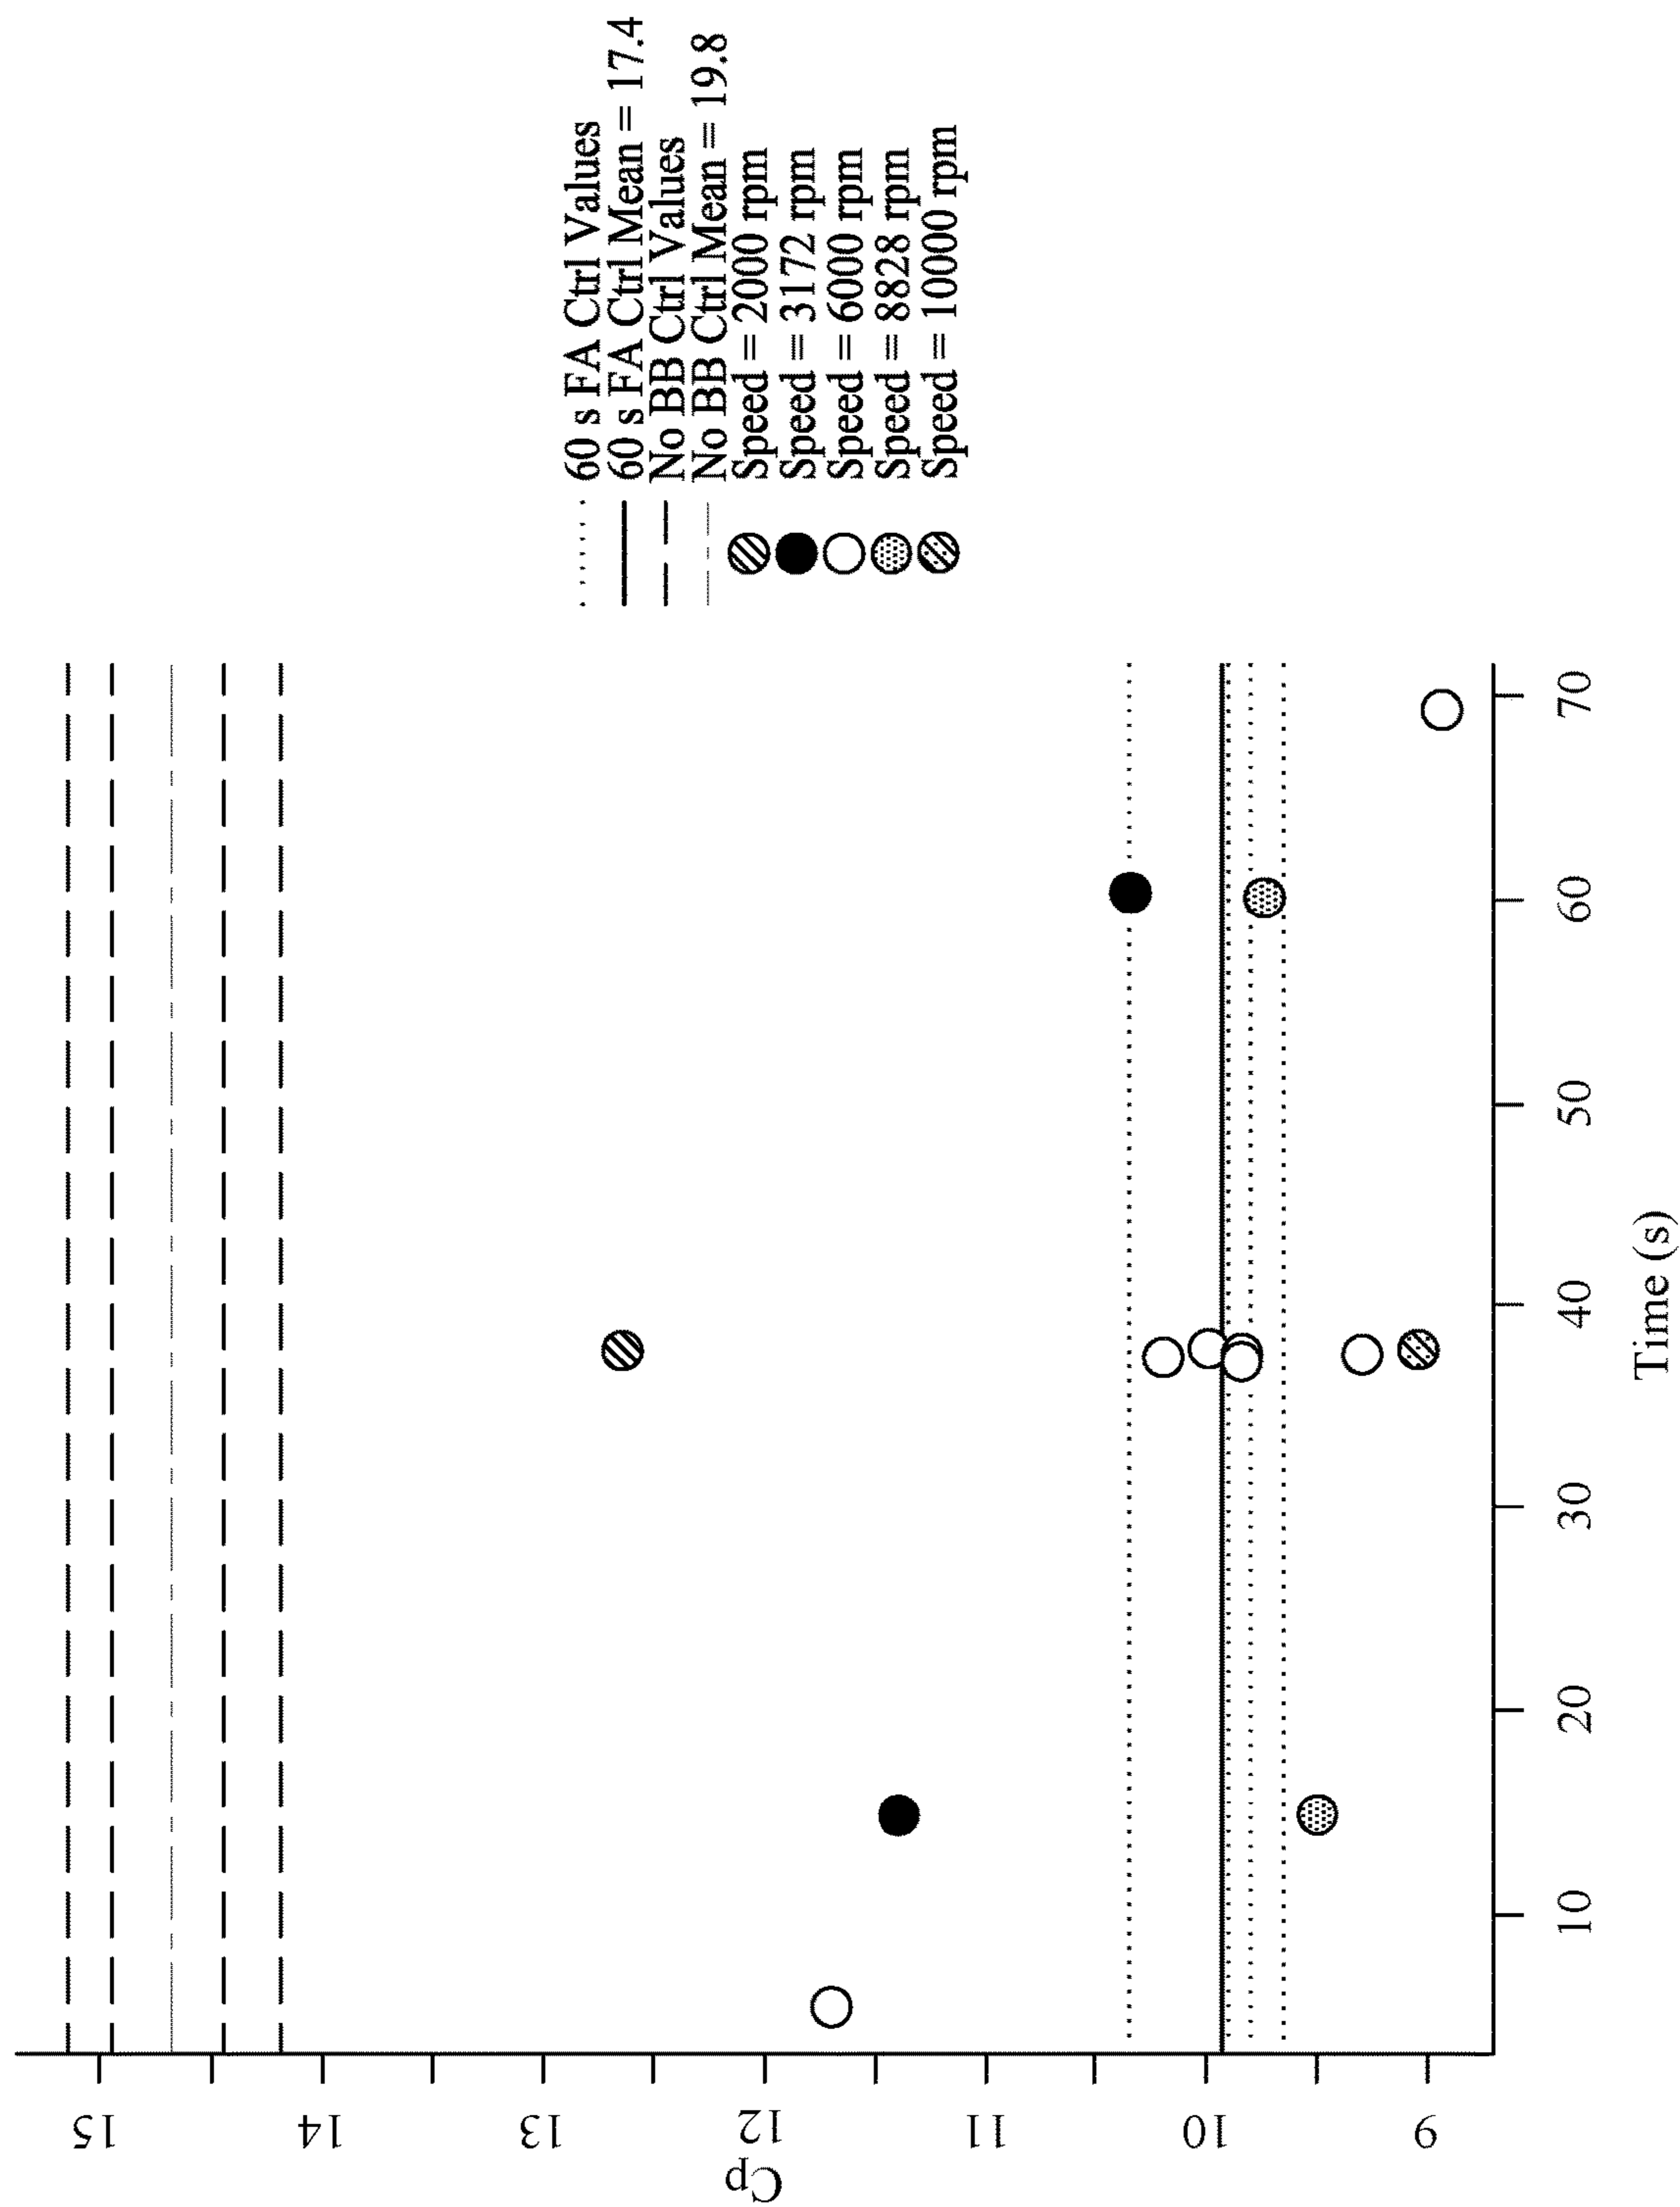 60 s FA Ctrl Values
60 s FA Ctrl Mean = 17.4
No BB Ctrl Values
No BB Ctrl Mean = 19.8
Speed = 2000 rpm
Speed = 3172 rpm
Speed = 6000 rpm
Speed = 8828 rpm
Speed = 10000 rpm
Cp
15
14
13
12
11
10
9
10
20
30
40
50
60
70
Time (s)